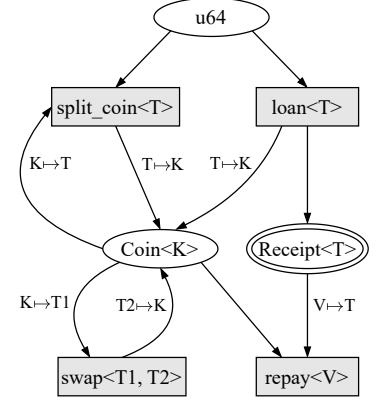 u64
split_coin<T>
loan<T>
K↦T
T↦K
T↦K
Coin<K>
Receipt<T>
K↦T1
T2↦K
V↦T
swap<T1, T2>
repay<V>